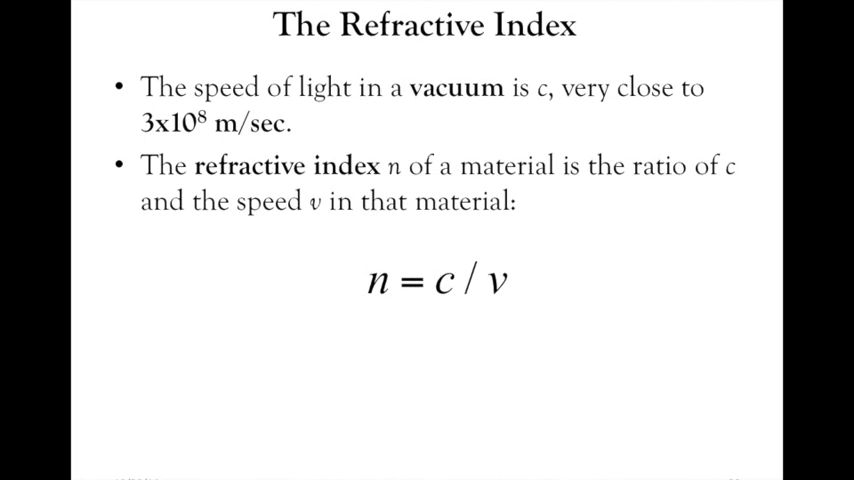 The Refractive Index
• The speed of light in a vacuum is c, very close to
3x10⁸ m/sec.
• The refractive index n of a material is the ratio of c
and the speed v in that material:
n = c / v